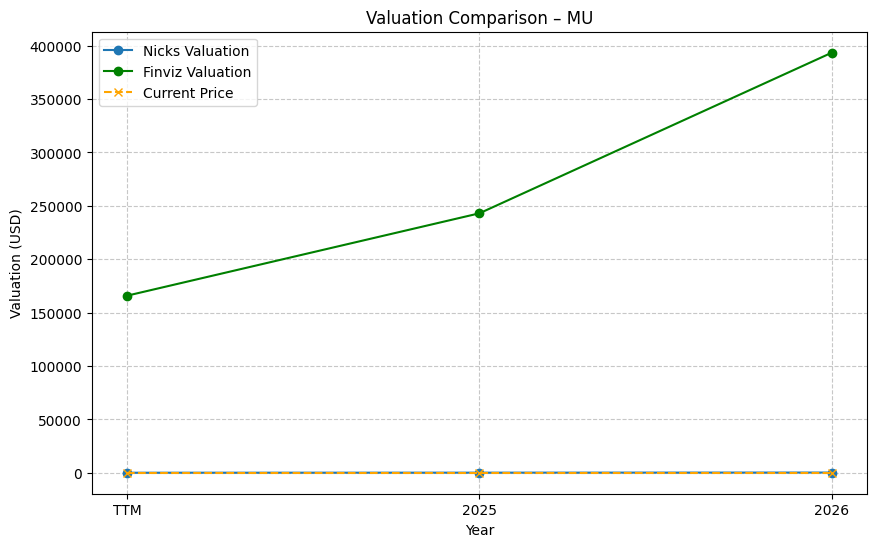 Valuation Comparison – MU
Nicks Valuation
Finviz Valuation
Current Price
Valuation (USD)
400000
350000
300000
250000
200000
150000
100000
50000
0
TTM
2025
2026
Year